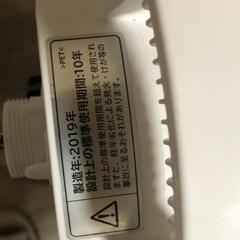 >PET<
製造年:2019年
設計上の標準使用期間:10年
設計上の標準使用期間を超えて使用され
ますと、経年劣化による発火・けが等の
事故に至るおそれがあります。